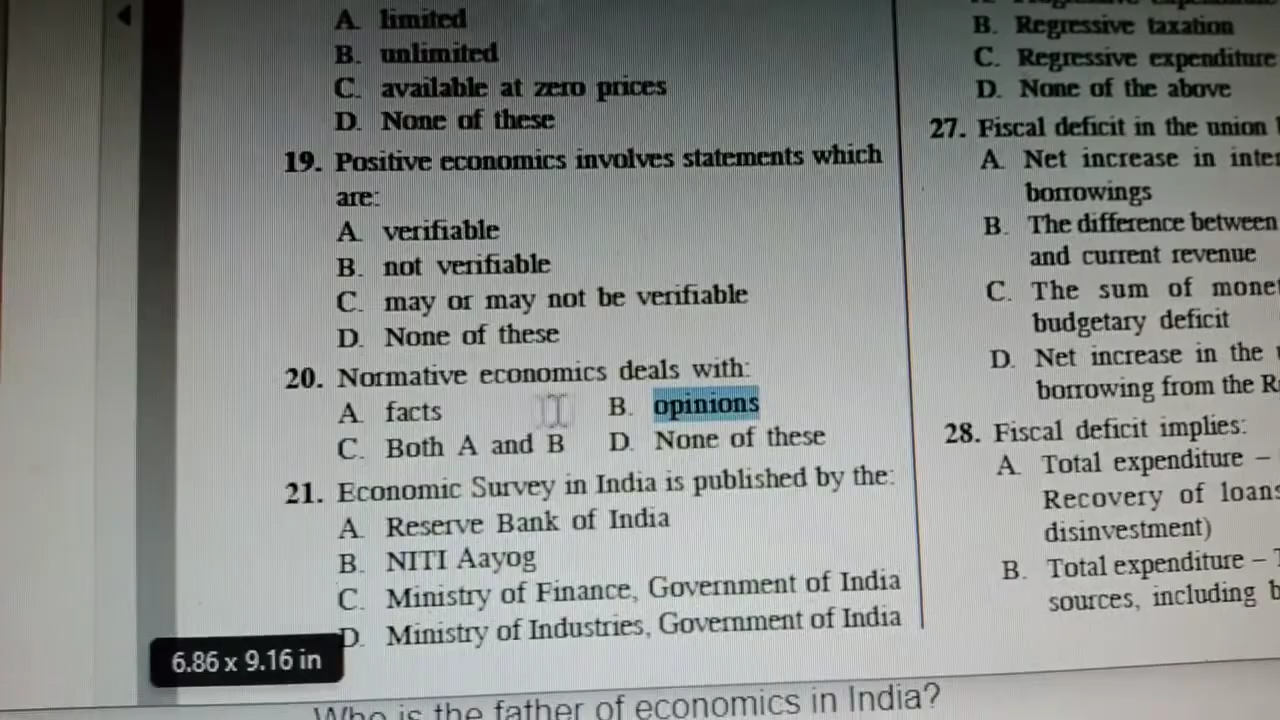 A. limited
B. unlimited
C. available at zero prices
D. None of these
19. Positive economics involves statements which
are:
A. verifiable
B. not verifiable
C. may or may not be verifiable
D. None of these
20. Normative economics deals with:
A. facts B. opinions
C. Both A and B D. None of these
21. Economic Survey in India is published by the:
A. Reserve Bank of India
B. NITI Aayog
C. Ministry of Finance, Government of India
D. Ministry of Industries, Government of India
B. Regressive taxation
C. Regressive expenditure
D. None of the above
27. Fiscal deficit in the union
A. Net increase in
borrowings
B. The difference between
and current revenue
C. The sum of
budgetary deficit
D. Net increase in the
borrowing from the
28. Fiscal deficit implies:
A. Total expenditure –
Recovery of loans
disinvestment)
B. Total expenditure –
sources, including
6.86 x 9.16 in
Who is the father of economics in India?